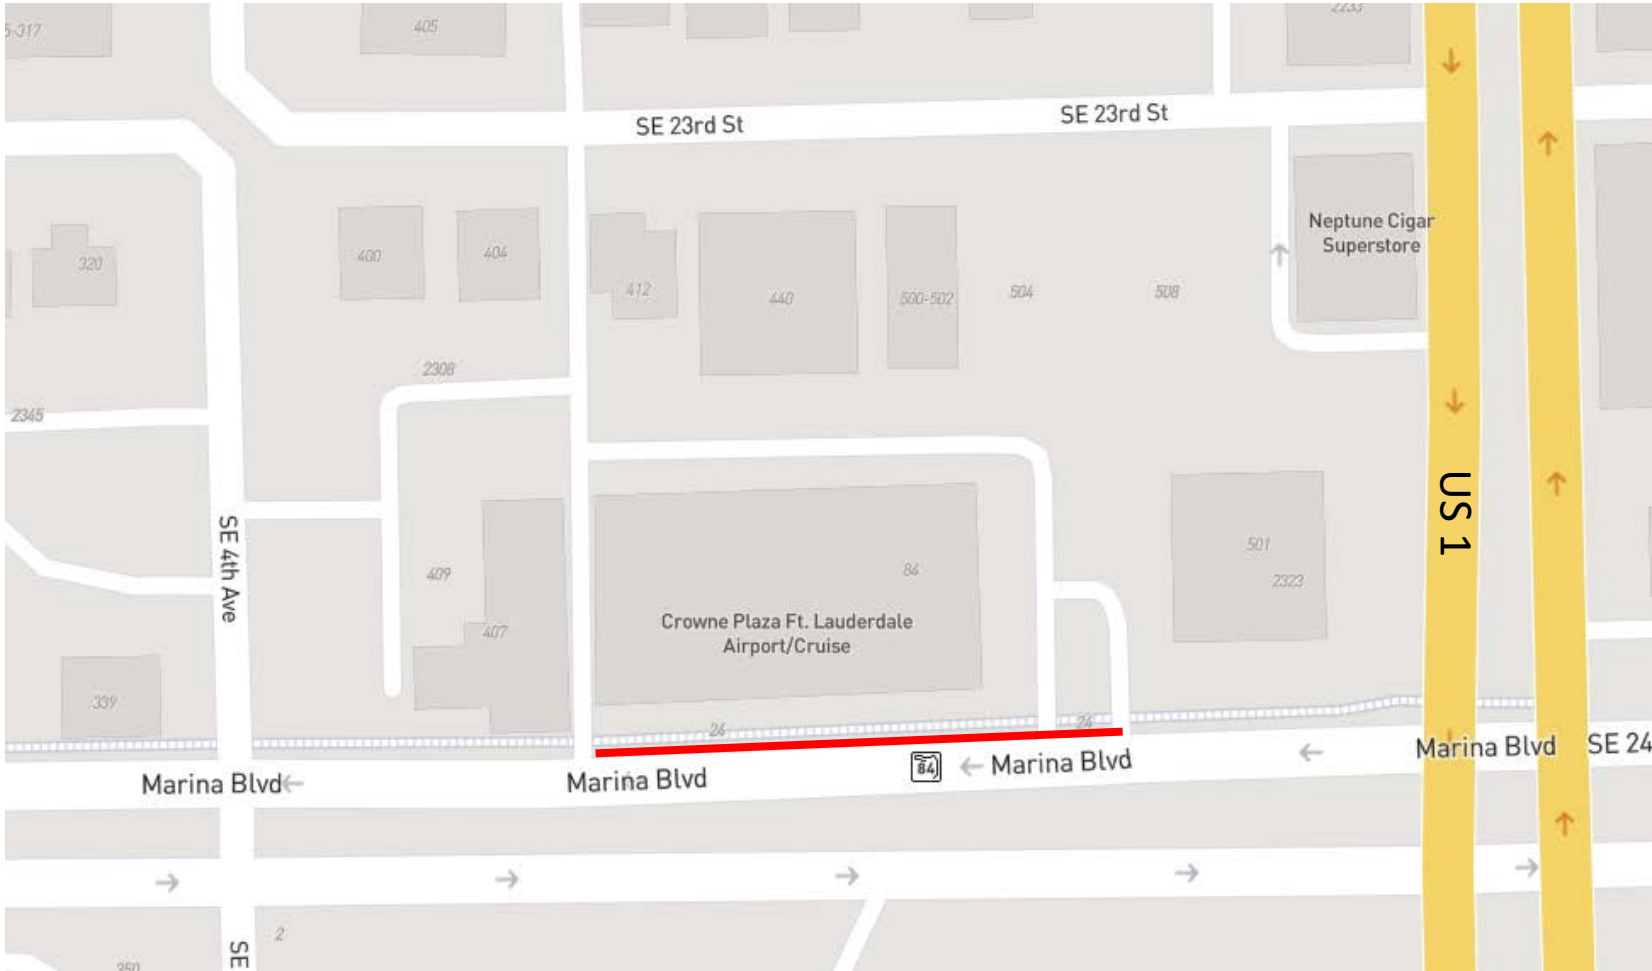 5-317
405
2233
SE 23rd St
SE 23rd St
Neptune Cigar
Superstore
320
400
404
412
440
500-502
504
508
2308
2345
US 1
SE 4th Ave
409
84
501
2323
Crowne Plaza Ft. Lauderdale
Airport/Cruise
407
339
24
24
Marina Blvd
Marina Blvd
84
Marina Blvd
Marina Blvd
SE 24
SE
2
350